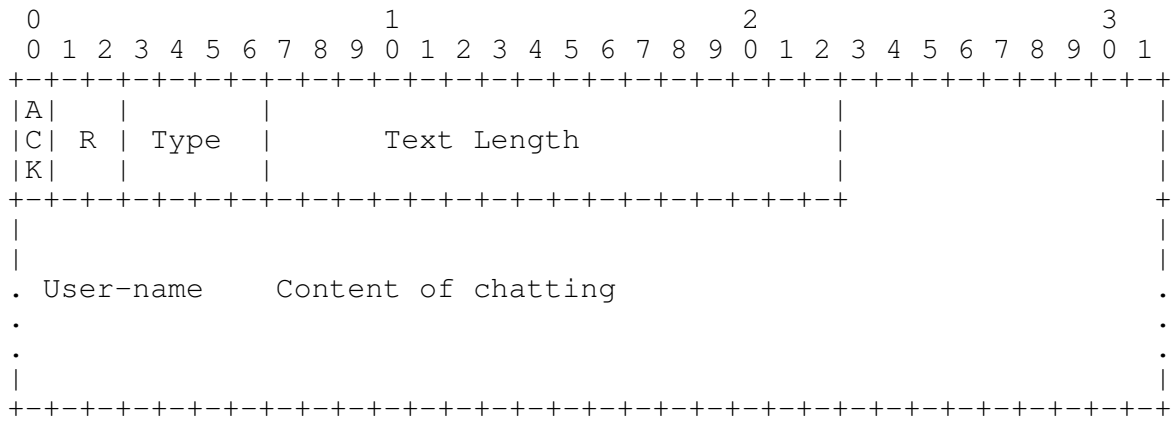 0                   1                   2                   3
 0 1 2 3 4 5 6 7 8 9 0 1 2 3 4 5 6 7 8 9 0 1 2 3 4 5 6 7 8 9 0 1
+-+-+-+-+-+-+-+-+-+-+-+-+-+-+-+-+-+-+-+-+-+-+-+-+-+-+-+-+-+-+-+-+
|A|   |       |                               |                 |
|C| R | Type  |      Text Length              |                 |
|K|   |       |                               |                 |
+-+-+-+-+-+-+-+-+-+-+-+-+-+-+-+-+-+-+-+-+-+-+-+                 +
|                                                               |
|                                                               |
. User-name    Content of chatting                              .
.                                                               .
.                                                               .
|                                                               |
+-+-+-+-+-+-+-+-+-+-+-+-+-+-+-+-+-+-+-+-+-+-+-+-+-+-+-+-+-+-+-+-+